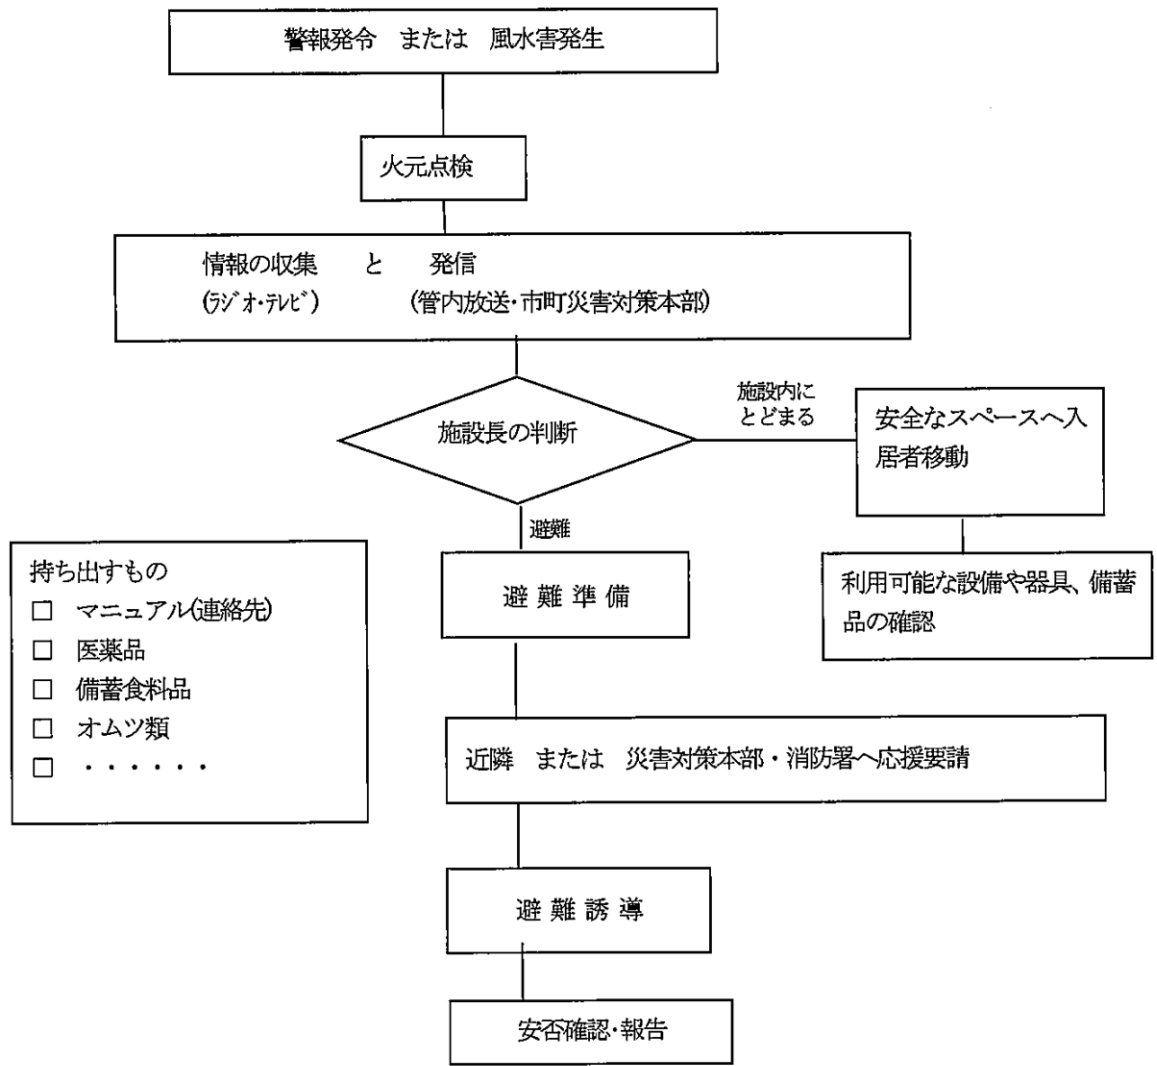 警報発令 または 風水害発生
火元点検
情報の収集 と 発信
(ﾗｼﾞｵ･ﾃﾚﾋﾞ) (管内放送・市町災害対策本部)
施設長の判断
施設内に
とどまる
安全なスペースへ入
居者移動
利用可能な設備や器具、備蓄
品の確認
避難
避 難 準 備
持ち出すもの
□ マニュアル(連絡先)
□ 医薬品
□ 備蓄食料品
□ オムツ類
□ ・・・・・・
近隣 または 災害対策本部・消防署へ応援要請
避 難 誘 導
安否確認・報告